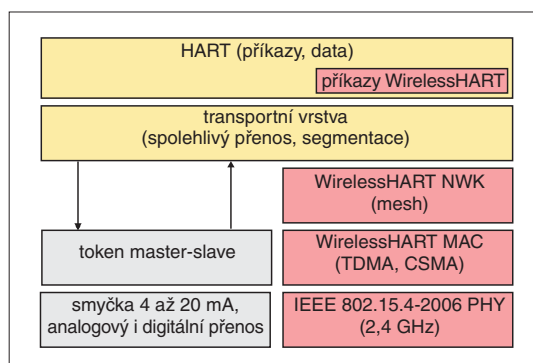 HART (příkazy, data)
příkazy WirelessHART
transportní vrstva
(spolehlivý přenos, segmentace)
WirelessHART NWK
(mesh)
token master-slave
WirelessHART MAC
(TDMA, CSMA)
smyčka 4 až 20 mA,
analogový i digitální přenos
IEEE 802.15.4-2006 PHY
(2,4 GHz)